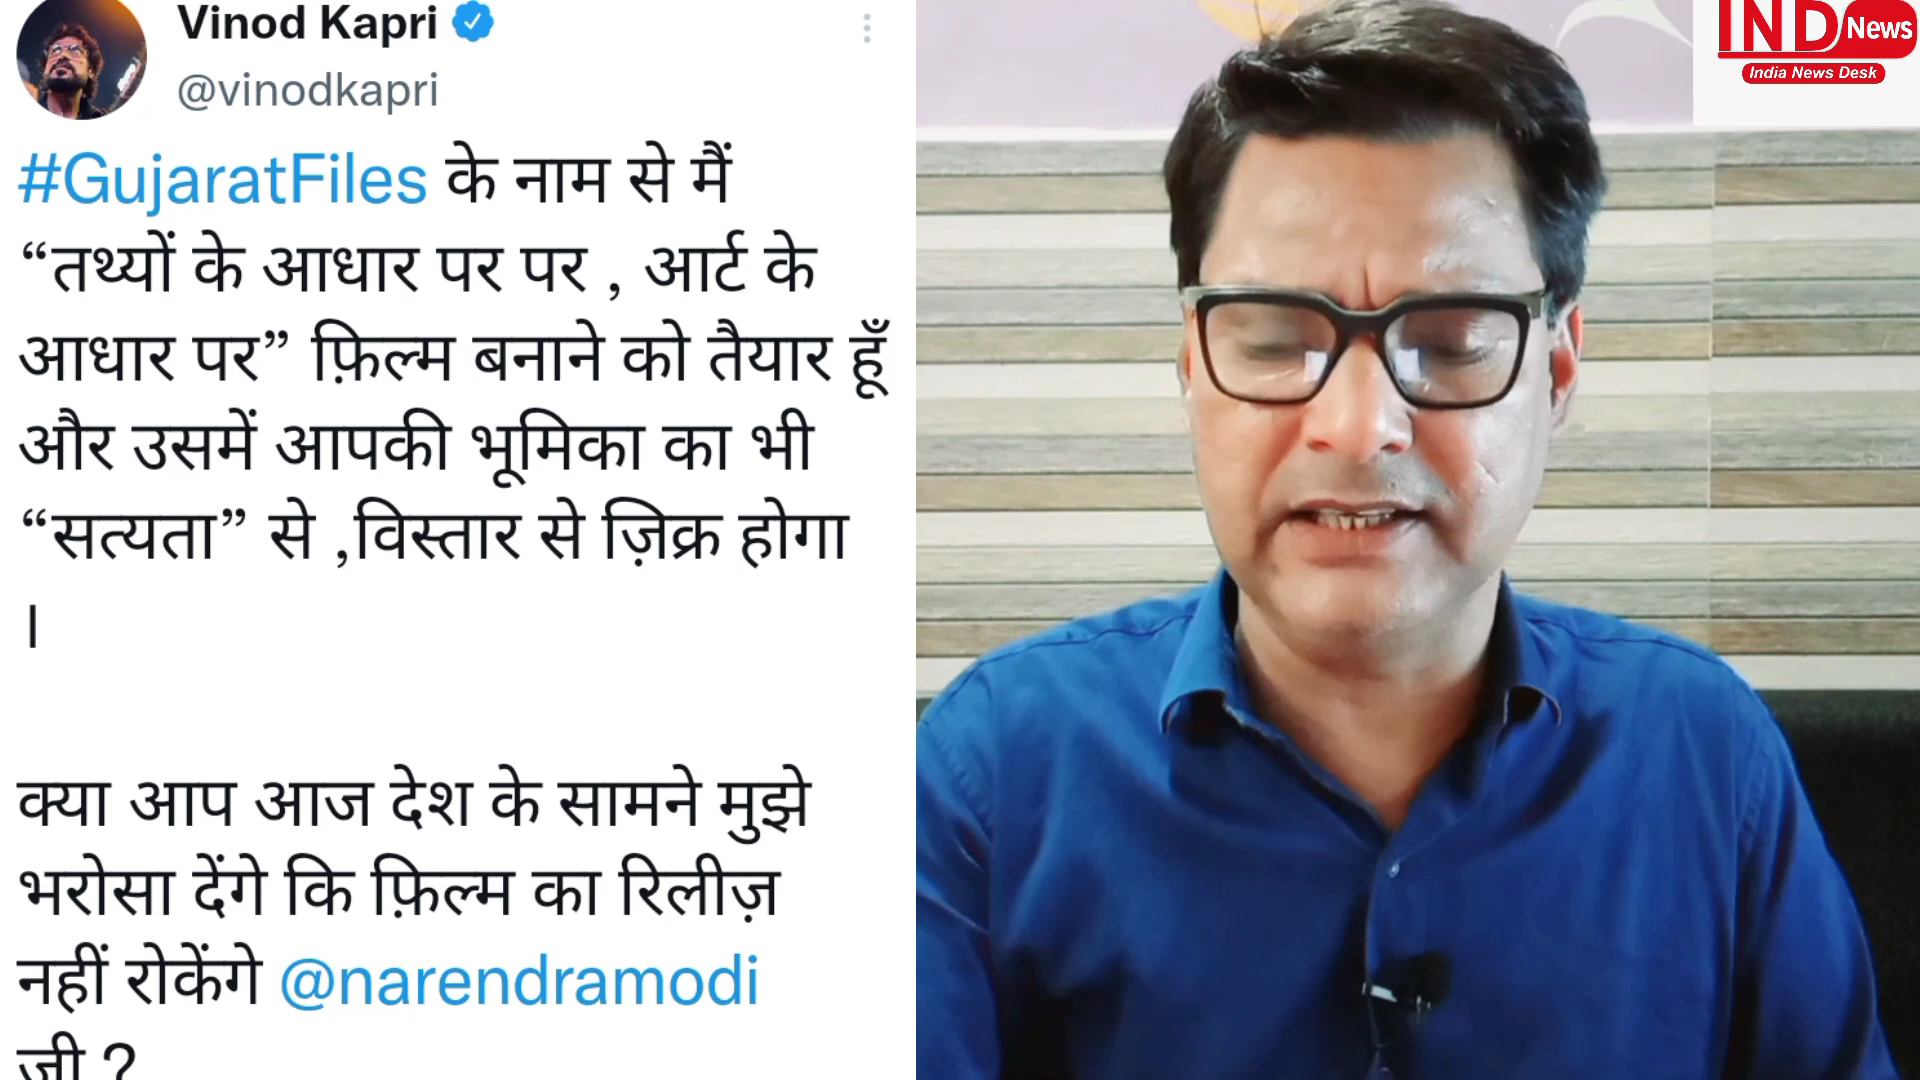 Vinod Kapri
@vinodkapri
#GujaratFiles के नाम से मैं
“तथ्यों के आधार पर पर , आर्ट के
आधार पर” फ़िल्म बनाने को तैयार हूँ
और उसमें आपकी भूमिका का भी
“सत्यता” से ,विस्तार से ज़िक्र होगा
।
क्या आप आज देश के सामने मुझे
भरोसा देंगे कि फ़िल्म का रिलीज़
नहीं रोकेंगे @narendramodi
जी ?
IND News
India News Desk